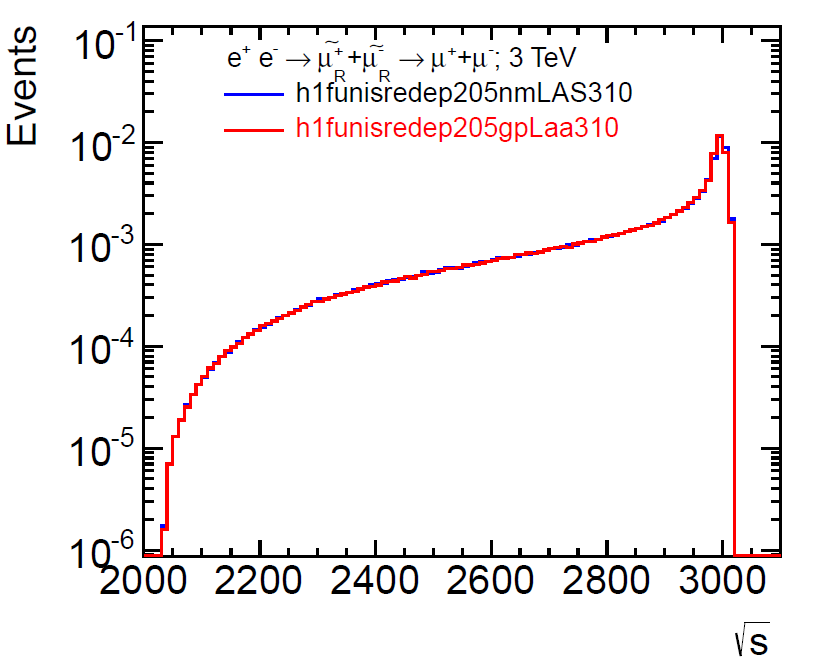 Events
10⁻¹
e⁺ e⁻ → μ̃⁺_R+μ̃⁻_R → μ⁺+μ⁻; 3 TeV
h1funisredep205nmLAS310
h1funisredep205gpLaa310
10⁻²
10⁻³
10⁻⁴
10⁻⁵
10⁻⁶
2000 2200 2400 2600 2800 3000
√s